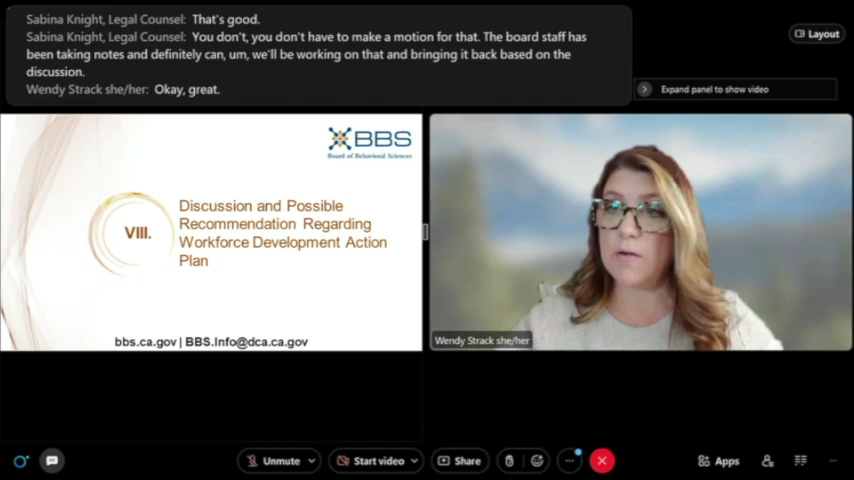 Sabina Knight, Legal Counsel: That's good.
Sabina Knight, Legal Counsel: You don't, you don't have to make a motion for that. The board staff has
been taking notes and definitely can, um, we'll be working on that and bringing it back based on the
discussion.
Wendy Strack she/her: Okay, great.
Layout
Expand panel to show video
BBS
Board of Behavioral Sciences
VIII.
Discussion and Possible
Recommendation Regarding
Workforce Development Action
Plan
bbs.ca.gov | BBS.Info@dca.ca.gov
Wendy Strack she/her
Unmute
Start video
Share
Apps